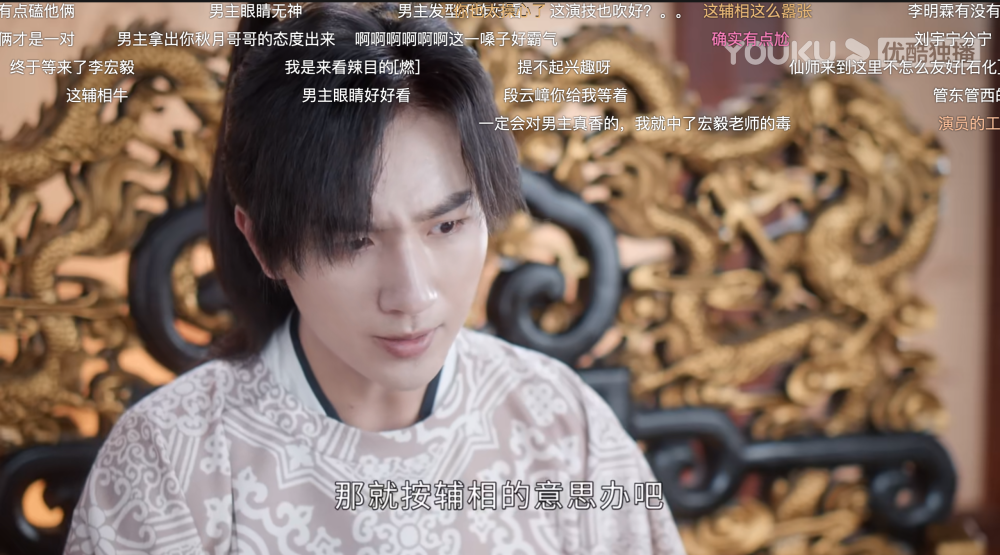 有点磕他俩 男主眼睛无神 这演技也吹好？。。 这辅相这么嚣张 李明霖有没有
俩才是一对 男主拿出你秋月哥哥的态度出来 啊啊啊啊啊啊这一嗓子好霸气 确实有点尬 刘宇宁分宁
YOUKU 优酷独播
终于等来了李宏毅 我是来看辣目的[燃] 提不起兴趣呀 仙师来到这里不怎么友好[石化]
这辅相牛 男主眼睛好好看 段云嶂你给我等着 管东管西的
一定会对男主真香的，我就中了宏毅老师的毒 演员的工
那就按辅相的意思办吧